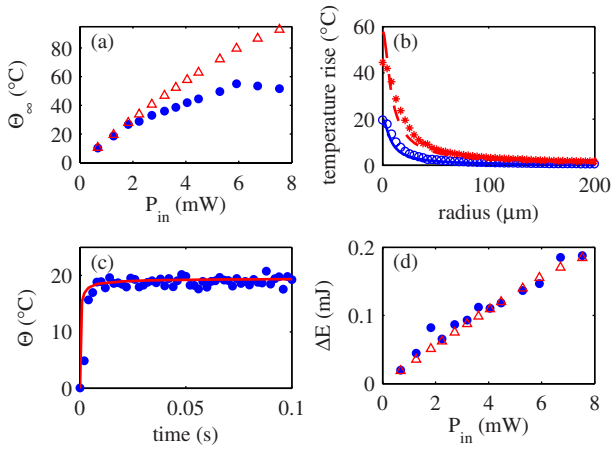 (a)
80
60
40
20
0
0 2 4 6 8
Θ∞ (°C)
P_in (mW)
(b)
60
40
20
0
0 100 200
temperature rise (°C)
radius (μm)
(c)
20
10
0
0 0.05 0.1
Θ (°C)
time (s)
(d)
0.2
0.1
0
0 2 4 6 8
ΔE (mJ)
P_in (mW)